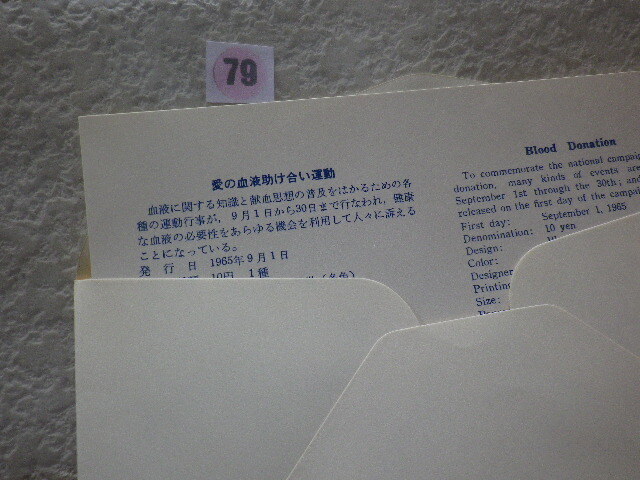 79
愛の血液助け合い運動
血液に関する知識と献血思想の普及をはかるための各
種の運動行事が，9月1日から30日まで行なわれ，健康
な血液の必要性をあらゆる機会を利用して人々に訴える
ことになっている。
発 行 日 1965年9月1日
10円 1種
Blood Donation
To commemorate the national campai
donation, many kinds of events are
September 1st through the 30th; and
released on the first day of the campa
First day: September 1, 1965
Denomination: 10 yen
Design:
Color:
Designer
Printing
Size: